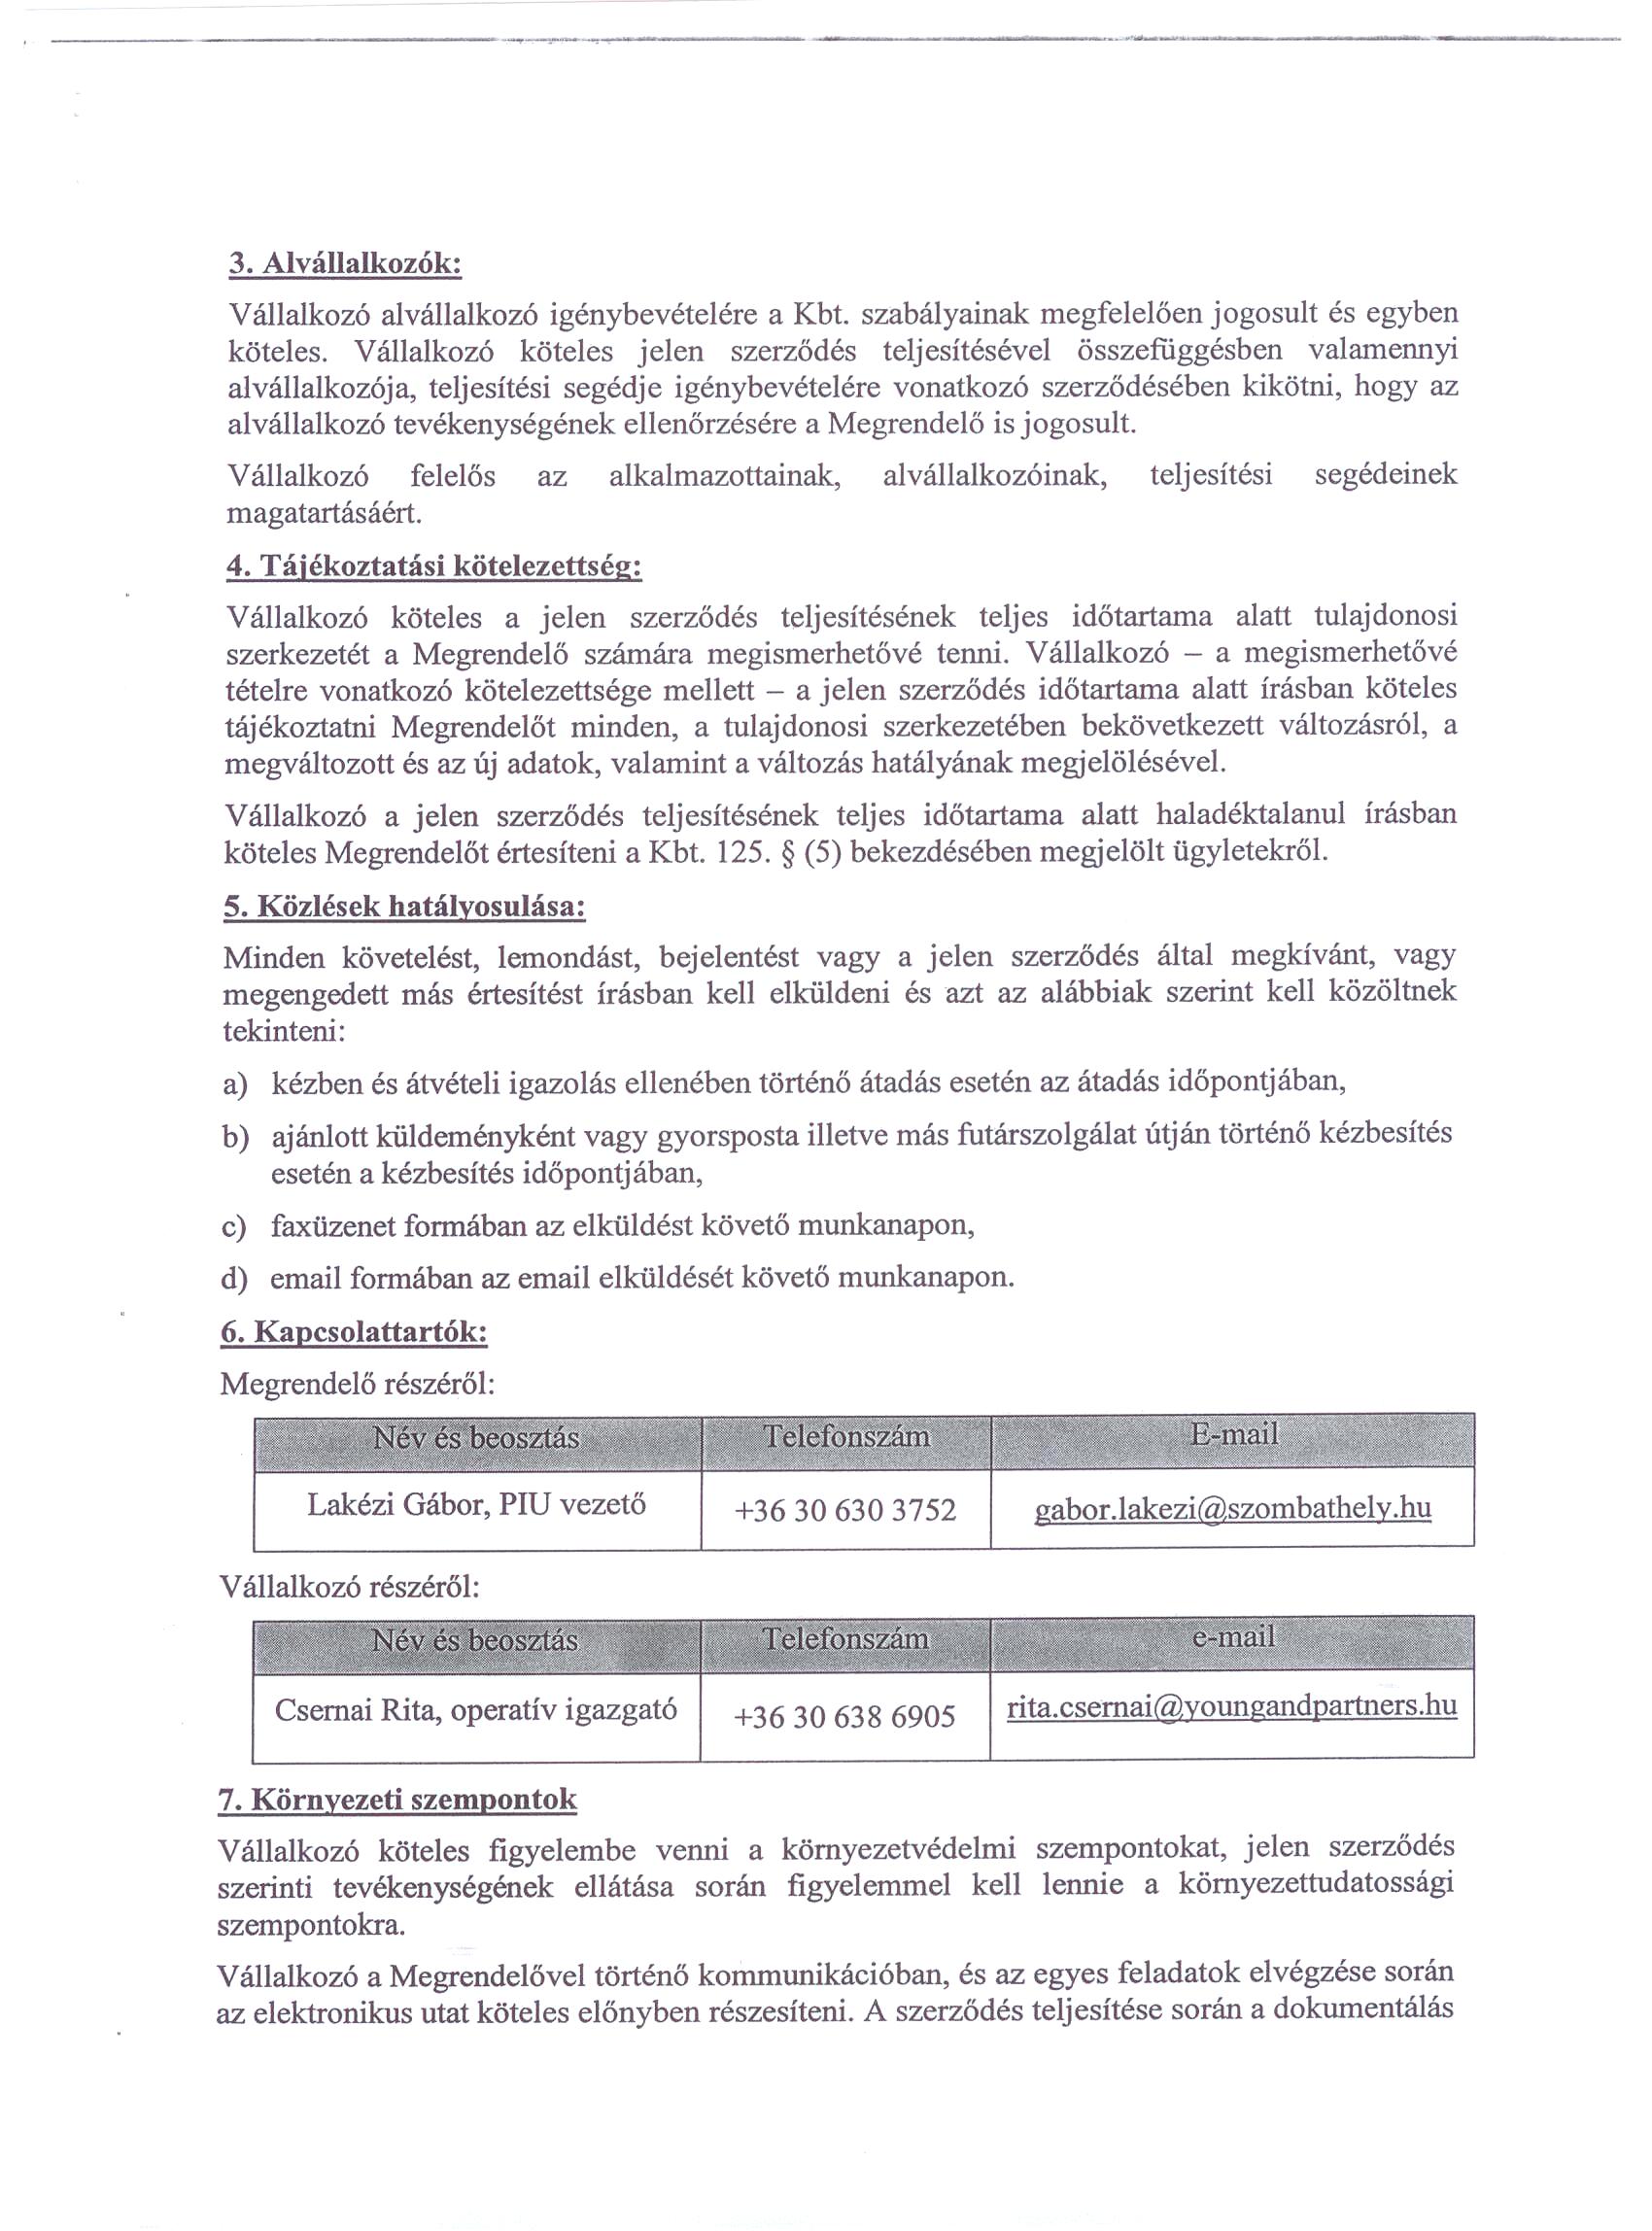 3. Alvállalkozók:
Vállalkozó alvállalkozó igénybevételére a Kbt. szabályainak megfelelően jogosult és egyben
köteles. Vállalkozó köteles jelen szerződés teljesítésével összefüggésben valamennyi
alvállalkozója, teljesítési segédje igénybevételére vonatkozó szerződésében kikötni, hogy az
alvállalkozó tevékenységének ellenőrzésére a Megrendelő is jogosult.
Vállalkozó felelős az alkalmazottainak, alvállalkozóinak, teljesítési segédeinek
magatartásáért.
4. Tájékoztatási kötelezettség:
Vállalkozó köteles a jelen szerződés teljesítésének teljes időtartama alatt tulajdonosi
szerkezetét a Megrendelő számára megismerhetővé tenni. Vállalkozó – a megismerhetővé
tételre vonatkozó kötelezettsége mellett – a jelen szerződés időtartama alatt írásban köteles
tájékoztatni Megrendelőt minden, a tulajdonosi szerkezetében bekövetkezett változásról, a
megváltozott és az új adatok, valamint a változás hatályának megjelölésével.
Vállalkozó a jelen szerződés teljesítésének teljes időtartama alatt haladéktalanul írásban
köteles Megrendelőt értesíteni a Kbt. 125. § (5) bekezdésében megjelölt ügyletekről.
5. Közlések hatályosulása:
Minden követelést, lemondást, bejelentést vagy a jelen szerződés által megkívánt, vagy
megengedett más értesítést írásban kell elküldeni és azt az alábbiak szerint kell közöltnek
tekinteni:
a) kézben és átvételi igazolás ellenében történő átadás esetén az átadás időpontjában,
b) ajánlott küldeményként vagy gyorsposta illetve más futárszolgálat útján történő kézbesítés
esetén a kézbesítés időpontjában,
c) faxüzenet formában az elküldést követő munkanapon,
d) email formában az email elküldését követő munkanapon.
6. Kapcsolattartók:
Megrendelő részéről:
Név és beosztás Telefonszám E-mail
Lakézi Gábor, PIU vezető +36 30 630 3752 gabor.lakezi@szombathely.hu
Vállalkozó részéről:
Név és beosztás Telefonszám e-mail
Csernai Rita, operatív igazgató +36 30 638 6905 rita.csernai@youngandpartners.hu
7. Környezeti szempontok
Vállalkozó köteles figyelembe venni a környezetvédelmi szempontokat, jelen szerződés
szerinti tevékenységének ellátása során figyelemmel kell lennie a környezettudatossági
szempontokra.
Vállalkozó a Megrendelővel történő kommunikációban, és az egyes feladatok elvégzése során
az elektronikus utat köteles előnyben részesíteni. A szerződés teljesítése során a dokumentálás